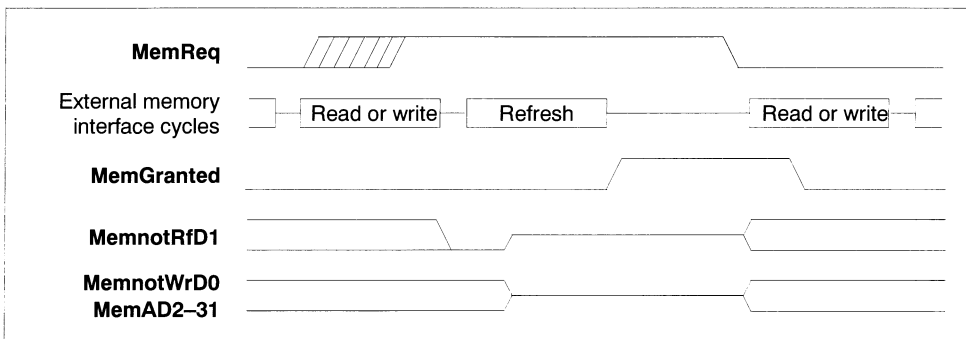 MemReq
External memory
interface cycles
Read or write Refresh Read or write
MemGranted
MemnotRfD1
MemnotWrD0
MemAD2–31